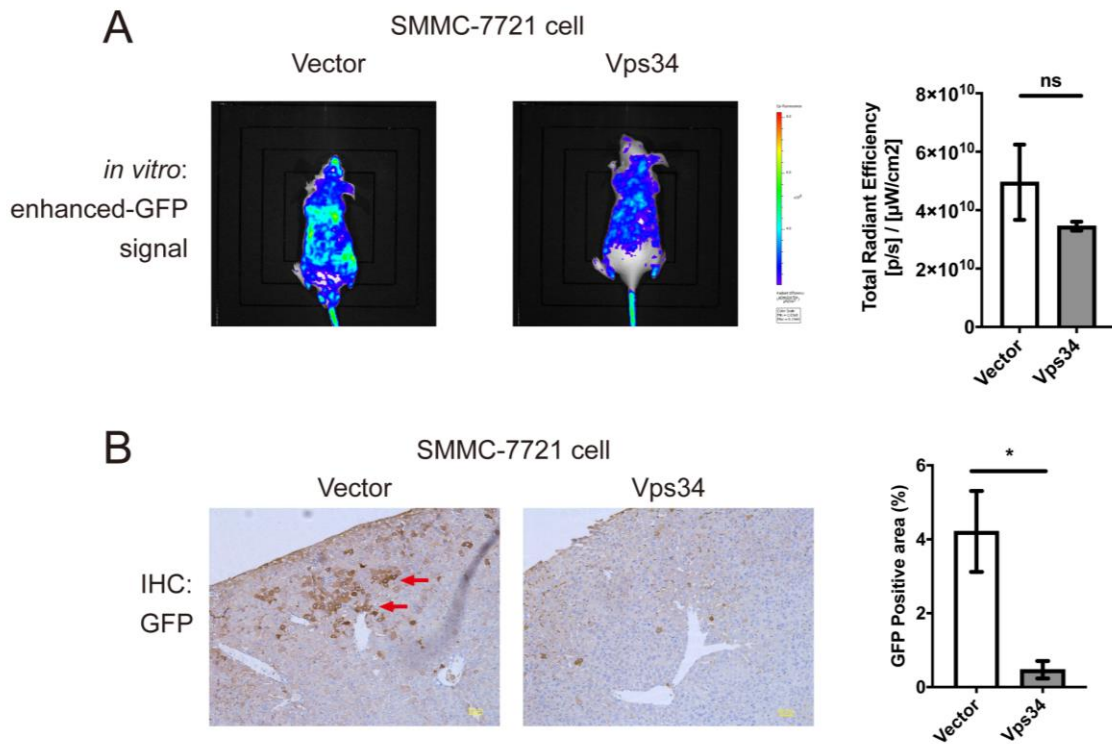 A
SMMC-7721 cell
Vector
Vps34
in vitro:
enhanced-GFP
signal
Total Radiant Efficiency
[p/s] / [μW/cm2]
8×10¹⁰
6×10¹⁰
4×10¹⁰
2×10¹⁰
0
ns
Vector
Vps34
B
SMMC-7721 cell
Vector
Vps34
IHC:
GFP
GFP Positive area (%)
6
4
2
0
*
Vector
Vps34